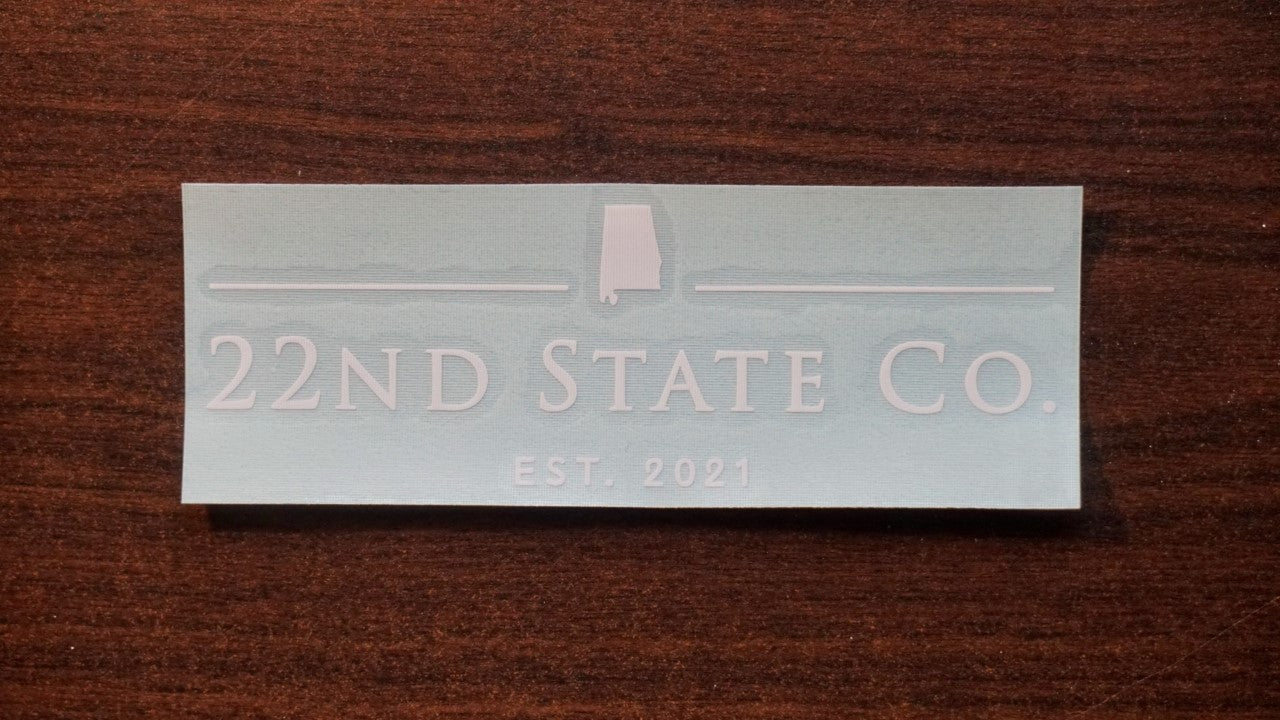 22ND STATE CO.
EST. 2021